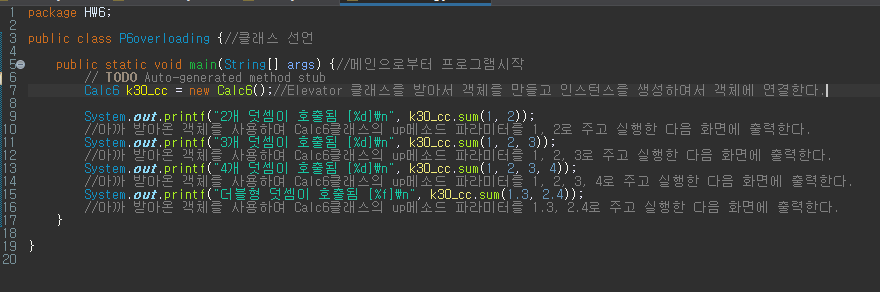 1 package HW6;
2
3 public class P6overloading {//클래스 선언
4
5 public static void main(String[] args) {//메인으로부터 프로그램시작
6 // TODO Auto-generated method stub
7 Calc6 k30_cc = new Calc6();//Elevator 클래스를 받아서 객체를 만들고 인스턴스를 생성하여서 객체에 연결한다.
8
9 System.out.printf("2개 덧셈이 호출됨 [%d]\n", k30_cc.sum(1, 2));
10 //아까 받아온 객체를 사용하여 Calc6클래스의 up메소드 파라미터를 1, 2로 주고 실행한 다음 화면에 출력한다.
11 System.out.printf("3개 덧셈이 호출됨 [%d]\n", k30_cc.sum(1, 2, 3));
12 //아까 받아온 객체를 사용하여 Calc6클래스의 up메소드 파라미터를 1, 2, 3로 주고 실행한 다음 화면에 출력한다.
13 System.out.printf("4개 덧셈이 호출됨 [%d]\n", k30_cc.sum(1, 2, 3, 4));
14 //아까 받아온 객체를 사용하여 Calc6클래스의 up메소드 파라미터를 1, 2, 3, 4로 주고 실행한 다음 화면에 출력한다.
15 System.out.printf("더블형 덧셈이 호출됨 [%f]\n", k30_cc.sum(1.3, 2.4));
16 //아까 받아온 객체를 사용하여 Calc6클래스의 up메소드 파라미터를 1.3, 2.4로 주고 실행한 다음 화면에 출력한다.
17 }
18
19 }
20